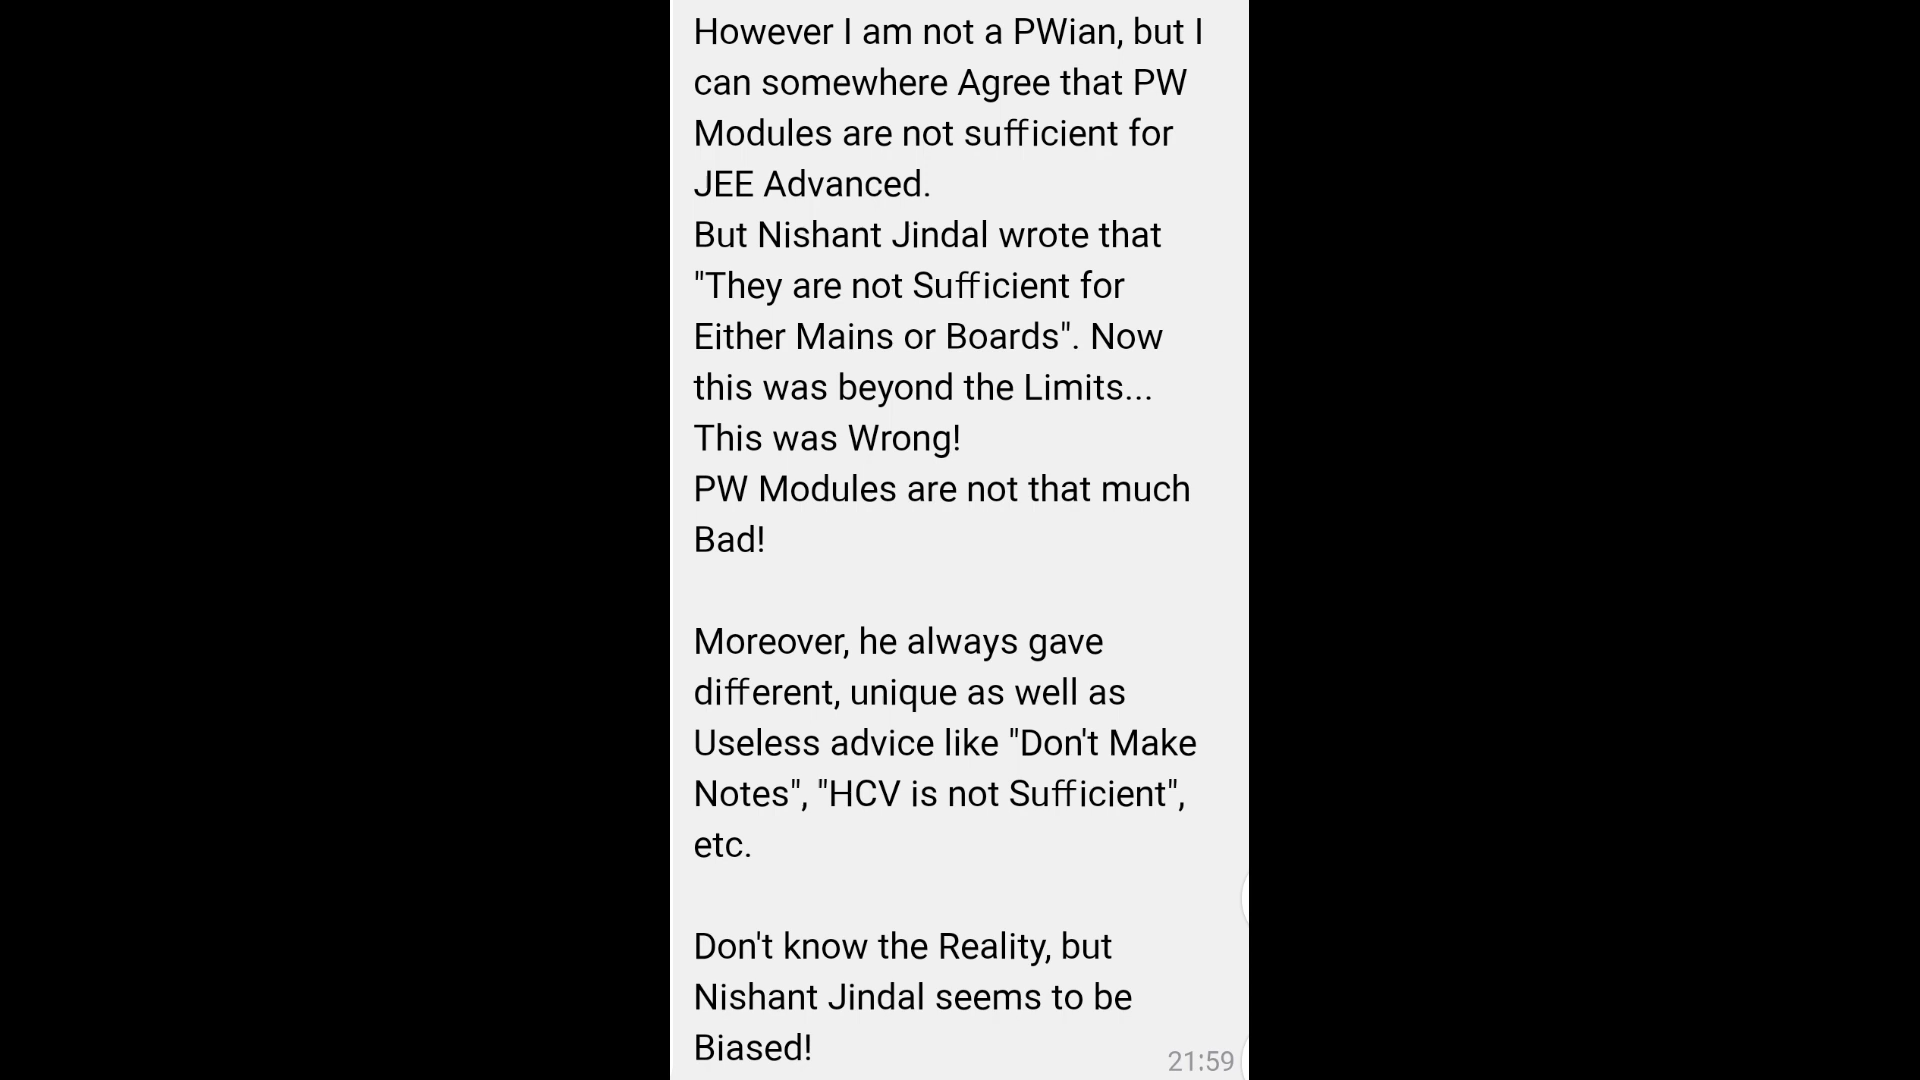 However I am not a PWian, but I
can somewhere Agree that PW
Modules are not sufficient for
JEE Advanced.
But Nishant Jindal wrote that
"They are not Sufficient for
Either Mains or Boards". Now
this was beyond the Limits...
This was Wrong!
PW Modules are not that much
Bad!
Moreover, he always gave
different, unique as well as
Useless advice like "Don't Make
Notes", "HCV is not Sufficient",
etc.
Don't know the Reality, but
Nishant Jindal seems to be
Biased!
21:59